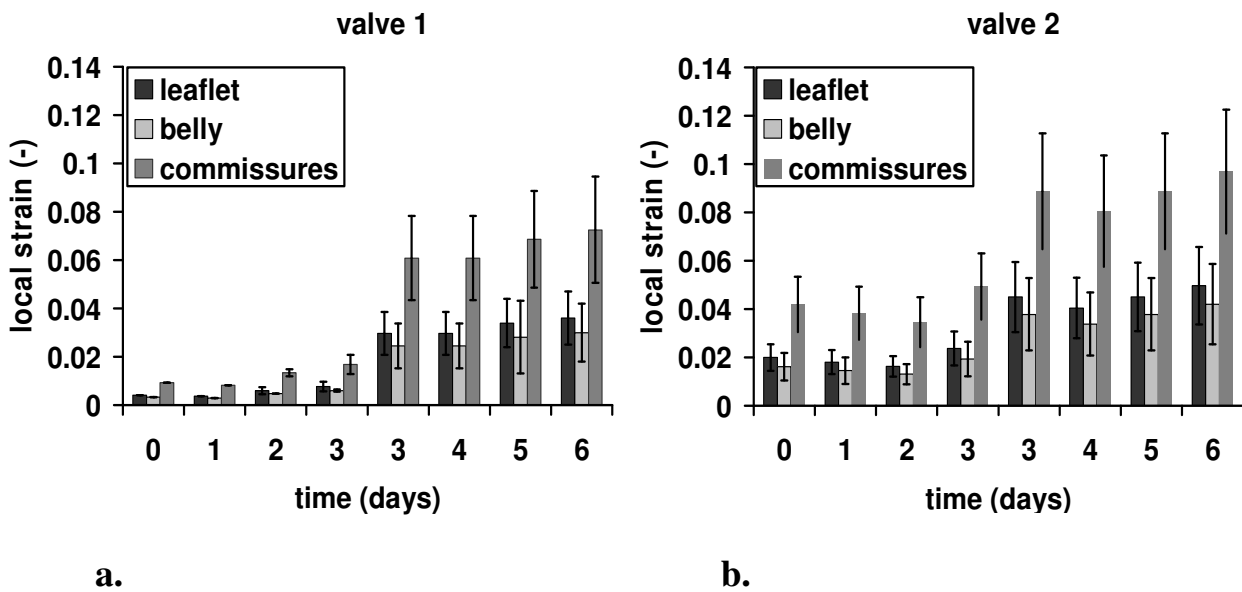 valve 1
0.14
0.12
0.1
0.08
0.06
0.04
0.02
0
local strain (-)
leaflet
belly
commissures
0 1 2 3 3 4 5 6
time (days)
a.
valve 2
0.14
0.12
0.1
0.08
0.06
0.04
0.02
0
local strain (-)
leaflet
belly
commissures
0 1 2 3 3 4 5 6
time (days)
b.